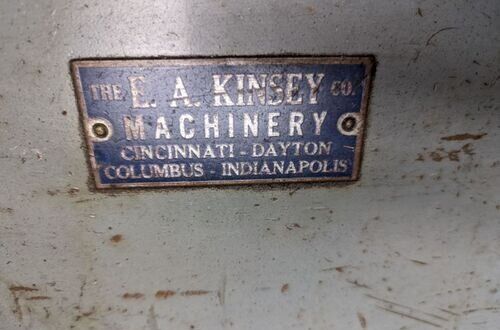 THE E. A. KINSEY CO.
MACHINERY
CINCINNATI - DAYTON
COLUMBUS - INDIANAPOLIS